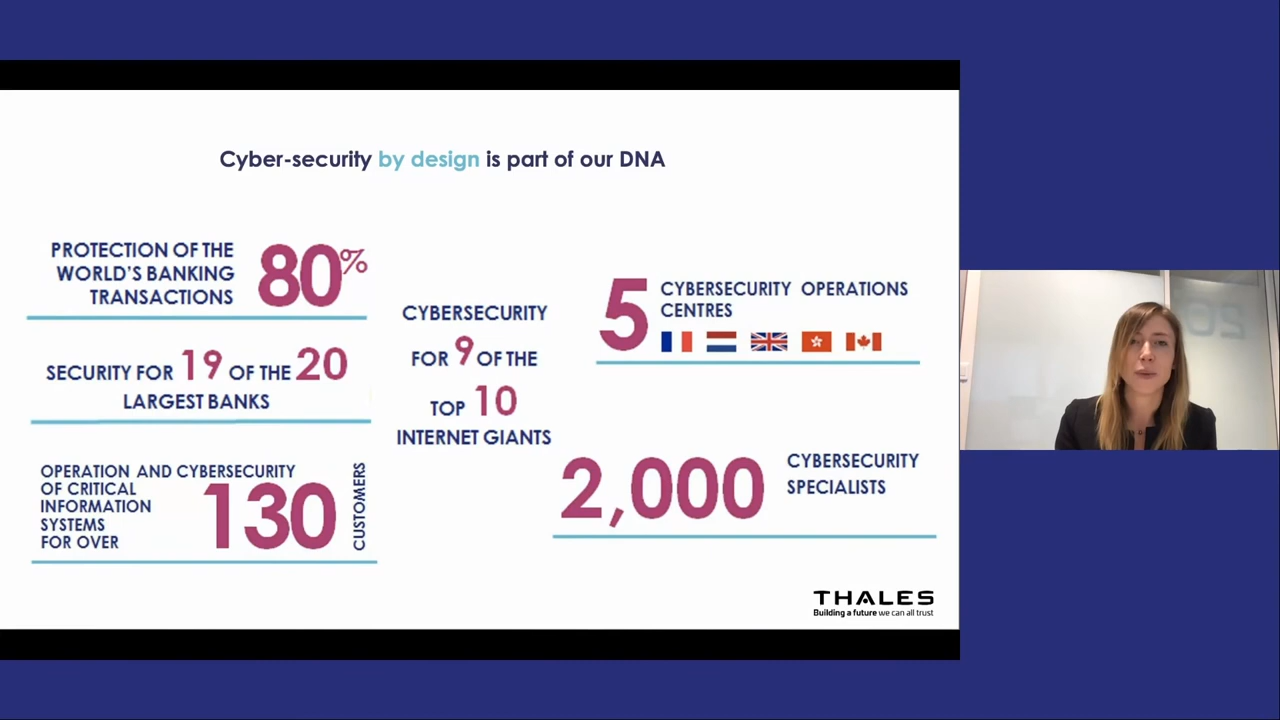 Cyber-security by design is part of our DNA
PROTECTION OF THE
WORLD'S BANKING
TRANSACTIONS
80%
SECURITY FOR 19 OF THE 20
LARGEST BANKS
OPERATION AND CYBERSECURITY
OF CRITICAL
INFORMATION
SYSTEMS
FOR OVER
130
CUSTOMERS
CYBERSECURITY
FOR 9 OF THE
TOP 10
INTERNET GIANTS
5
CYBERSECURITY OPERATIONS
CENTRES
2,000
CYBERSECURITY
SPECIALISTS
THALES
Building a future we can all trust